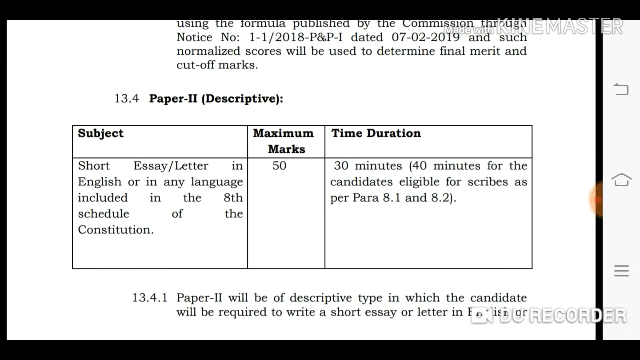 using the formula published by the Commission through
Made with KINEMASTER
Notice No: 1-1/2018-P&P-I dated 07-02-2019 and such
normalized scores will be used to determine final merit and
cut-off marks.
13.4 Paper-II (Descriptive):
Subject Maximum Marks Time Duration
Short Essay/Letter in 50 30 minutes (40 minutes for the
English or in any language candidates eligible for scribes as
included in the 8th per Para 8.1 and 8.2).
schedule of the
Constitution.
13.4.1 Paper-II will be of descriptive type in which the candidate
will be required to write a short essay or letter in English or
DU RECORDER